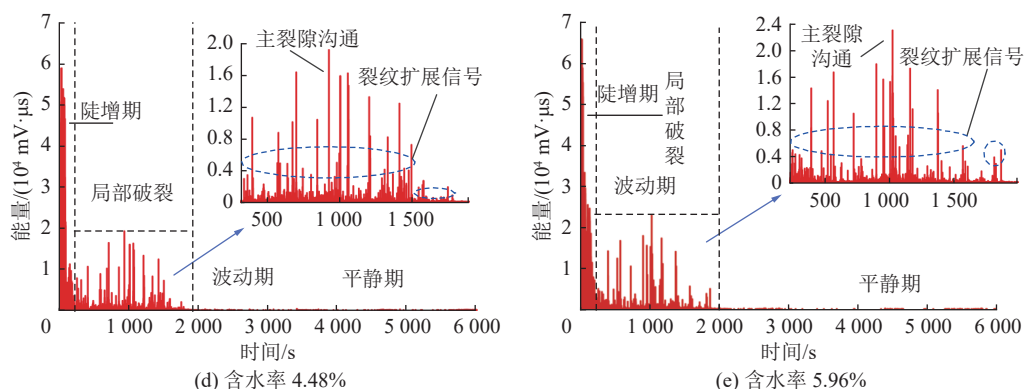 7
6
5
4
3
2
1
0
能量/(10⁴ mV·μs)
陡增期
局部破裂
波动期
平静期
1 000
2 000
3 000
4 000
5 000
6 000
时间/s
2.0
1.6
1.2
0.8
0.4
0
500
1 000
1 500
主裂隙沟通
裂纹扩展信号
(d) 含水率 4.48%
7
6
5
4
3
2
1
0
能量/(10⁴ mV·μs)
陡增期
局部破裂
波动期
平静期
1 000
2 000
3 000
4 000
5 000
6 000
时间/s
2.4
2.0
1.6
1.2
0.8
0.4
0
500
1 000
1 500
主裂隙
沟通
裂纹扩展信号
(e) 含水率 5.96%